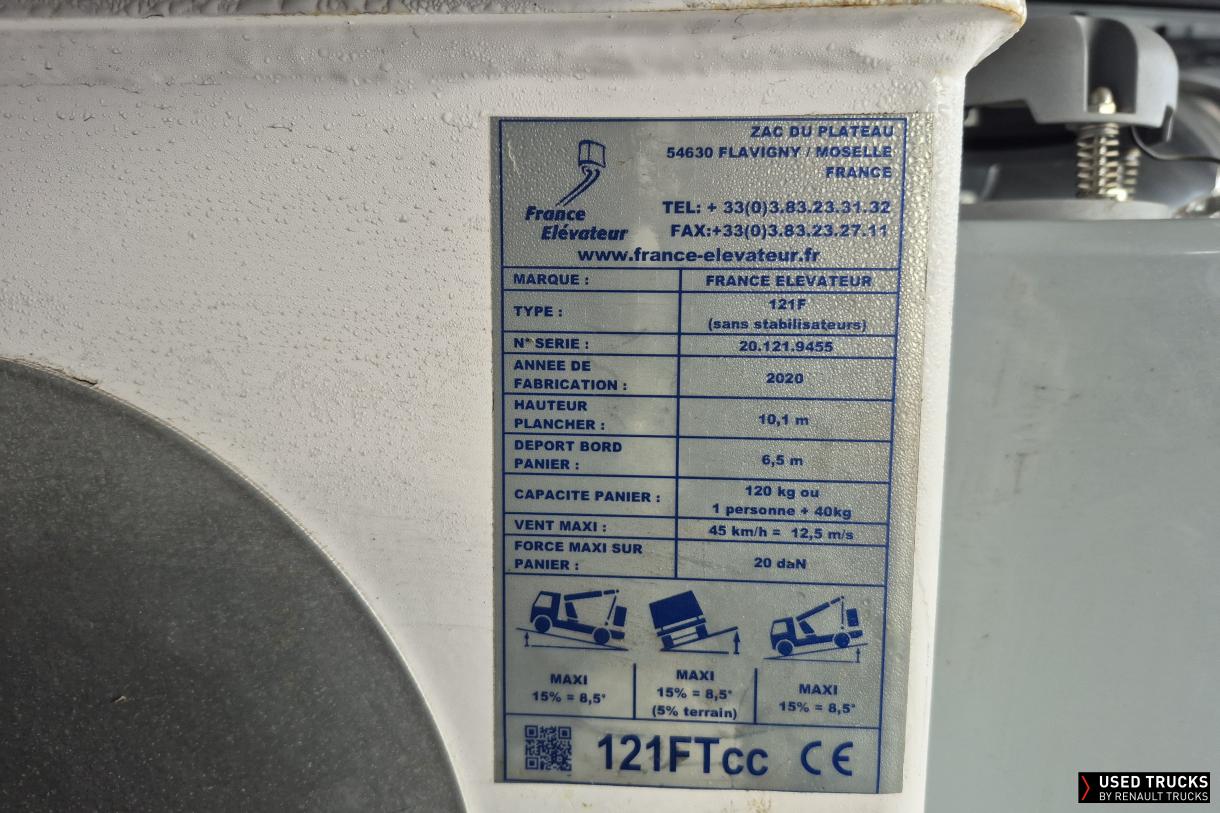 ZAC DU PLATEAU
54630 FLAVIGNY / MOSELLE
FRANCE
France
Elévateur
TEL: + 33(0)3.83.23.31.32
FAX:+33(0)3.83.23.27.11
www.france-elevateur.fr
MARQUE : FRANCE ELEVATEUR
TYPE : 121F
(sans stabilisateurs)
N° SERIE : 20.121.9455
ANNEE DE
FABRICATION : 2020
HAUTEUR
PLANCHER : 10,1 m
DEPORT BORD
PANIER : 6,5 m
CAPACITE PANIER : 120 kg ou
1 personne + 40kg
VENT MAXI : 45 km/h = 12,5 m/s
FORCE MAXI SUR
PANIER : 20 daN
MAXI
15% = 8,5°
MAXI
15% = 8,5°
(5% terrain)
MAXI
15% = 8,5°
121FTcc CE
USED TRUCKS
BY RENAULT TRUCKS